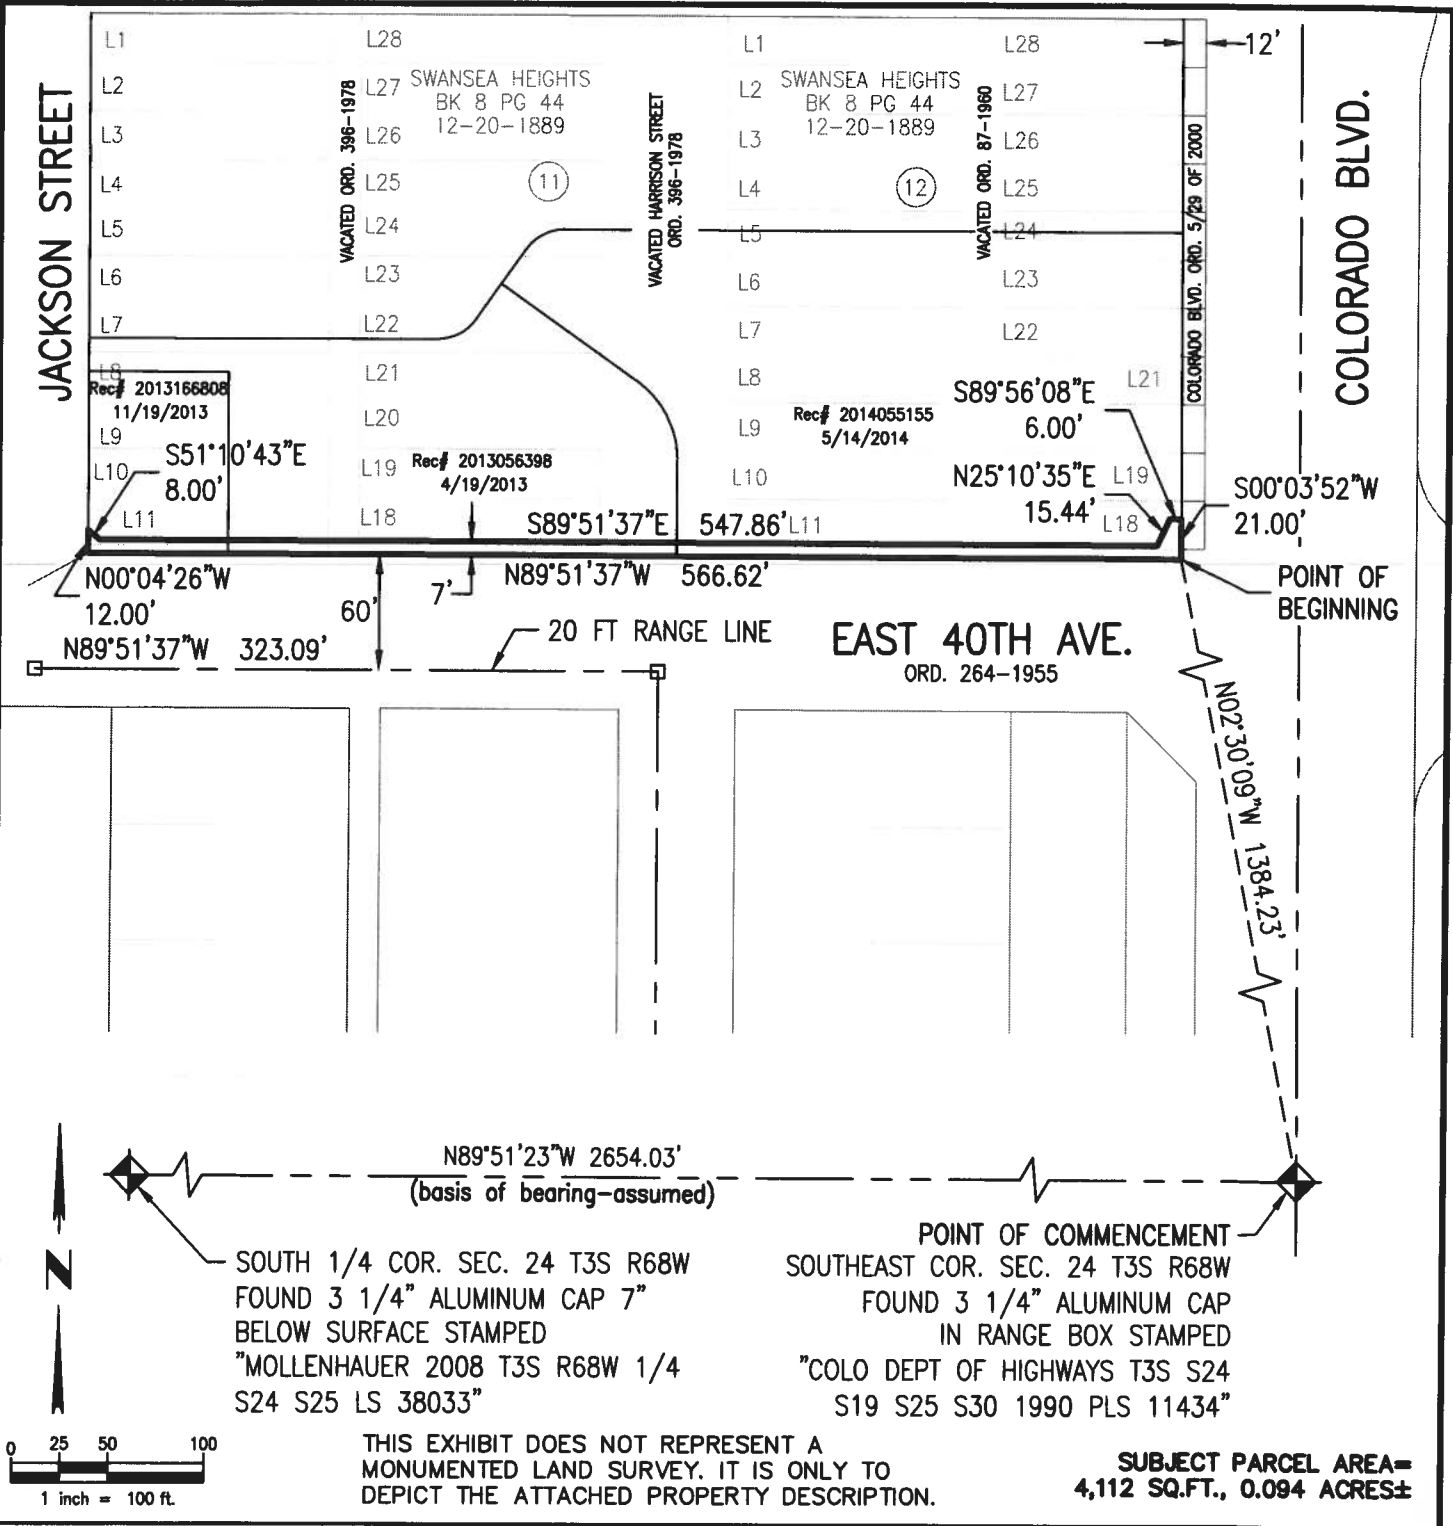 JACKSON STREET
L1
L2
L3
L4
L5
L6
L7
L8
Rec# 2013166808
11/19/2013
L9
L10
L11
S51°10'43"E
8.00'
VACATED ORD. 396-1978
L28
L27
L26
L25
L24
L23
L22
L21
L20
L19
L18
SWANSEA HEIGHTS
BK 8 PG 44
12-20-1889
11
Rec# 2013056398
4/19/2013
VACATED HARRISON STREET
ORD. 396-1978
L1
L2
L3
L4
L5
L6
L7
L8
L9
L10
L11
SWANSEA HEIGHTS
BK 8 PG 44
12-20-1889
12
Rec# 2014055155
5/14/2014
VACATED ORD. 87-1960
L28
L27
L26
L25
L24
L23
L22
L21
L19
L18
12'
COLORADO BLVD. ORD. 5/29 OF 2000
COLORADO BLVD.
S89°56'08"E
6.00'
N25°10'35"E
15.44'
S00°03'52"W
21.00'
S89°51'37"E 547.86'
N89°51'37"W 566.62'
N00°04'26"W
12.00'
60'
7'
POINT OF
BEGINNING
N89°51'37"W 323.09'
20 FT RANGE LINE
EAST 40TH AVE.
ORD. 264-1955
N02°30'09"W 1384.23'
N89°51'23"W 2654.03'
(basis of bearing-assumed)
SOUTH 1/4 COR. SEC. 24 T3S R68W
FOUND 3 1/4" ALUMINUM CAP 7"
BELOW SURFACE STAMPED
"MOLLENHAUER 2008 T3S R68W 1/4
S24 S25 LS 38033"
POINT OF COMMENCEMENT
SOUTHEAST COR. SEC. 24 T3S R68W
FOUND 3 1/4" ALUMINUM CAP
IN RANGE BOX STAMPED
"COLO DEPT OF HIGHWAYS T3S S24
S19 S25 S30 1990 PLS 11434"
N
0 25 50 100
1 inch = 100 ft.
THIS EXHIBIT DOES NOT REPRESENT A
MONUMENTED LAND SURVEY. IT IS ONLY TO
DEPICT THE ATTACHED PROPERTY DESCRIPTION.
SUBJECT PARCEL AREA=
4,112 SQ.FT., 0.094 ACRES±